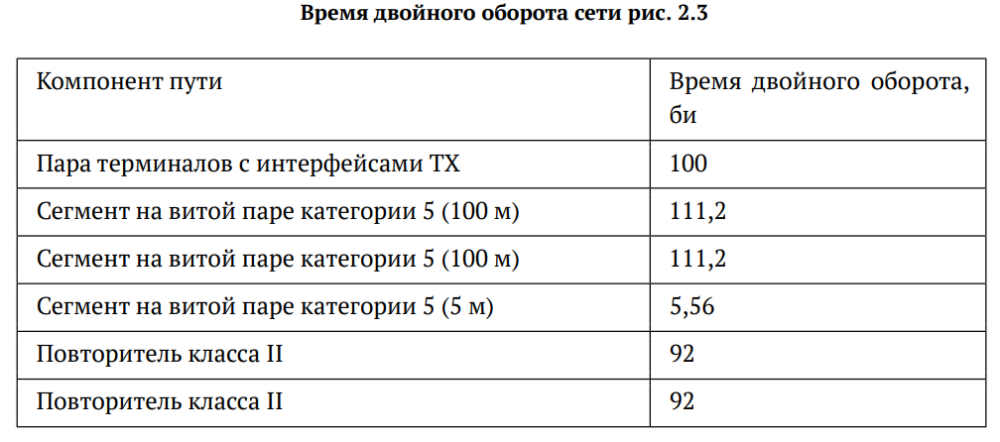 Время двойного оборота сети рис. 2.3
Компонент пути
Время двойного оборота,
би
Пара терминалов с интерфейсами TX
100
Сегмент на витой паре категории 5 (100 м)
111,2
Сегмент на витой паре категории 5 (100 м)
111,2
Сегмент на витой паре категории 5 (5 м)
5,56
Повторитель класса II
92
Повторитель класса II
92